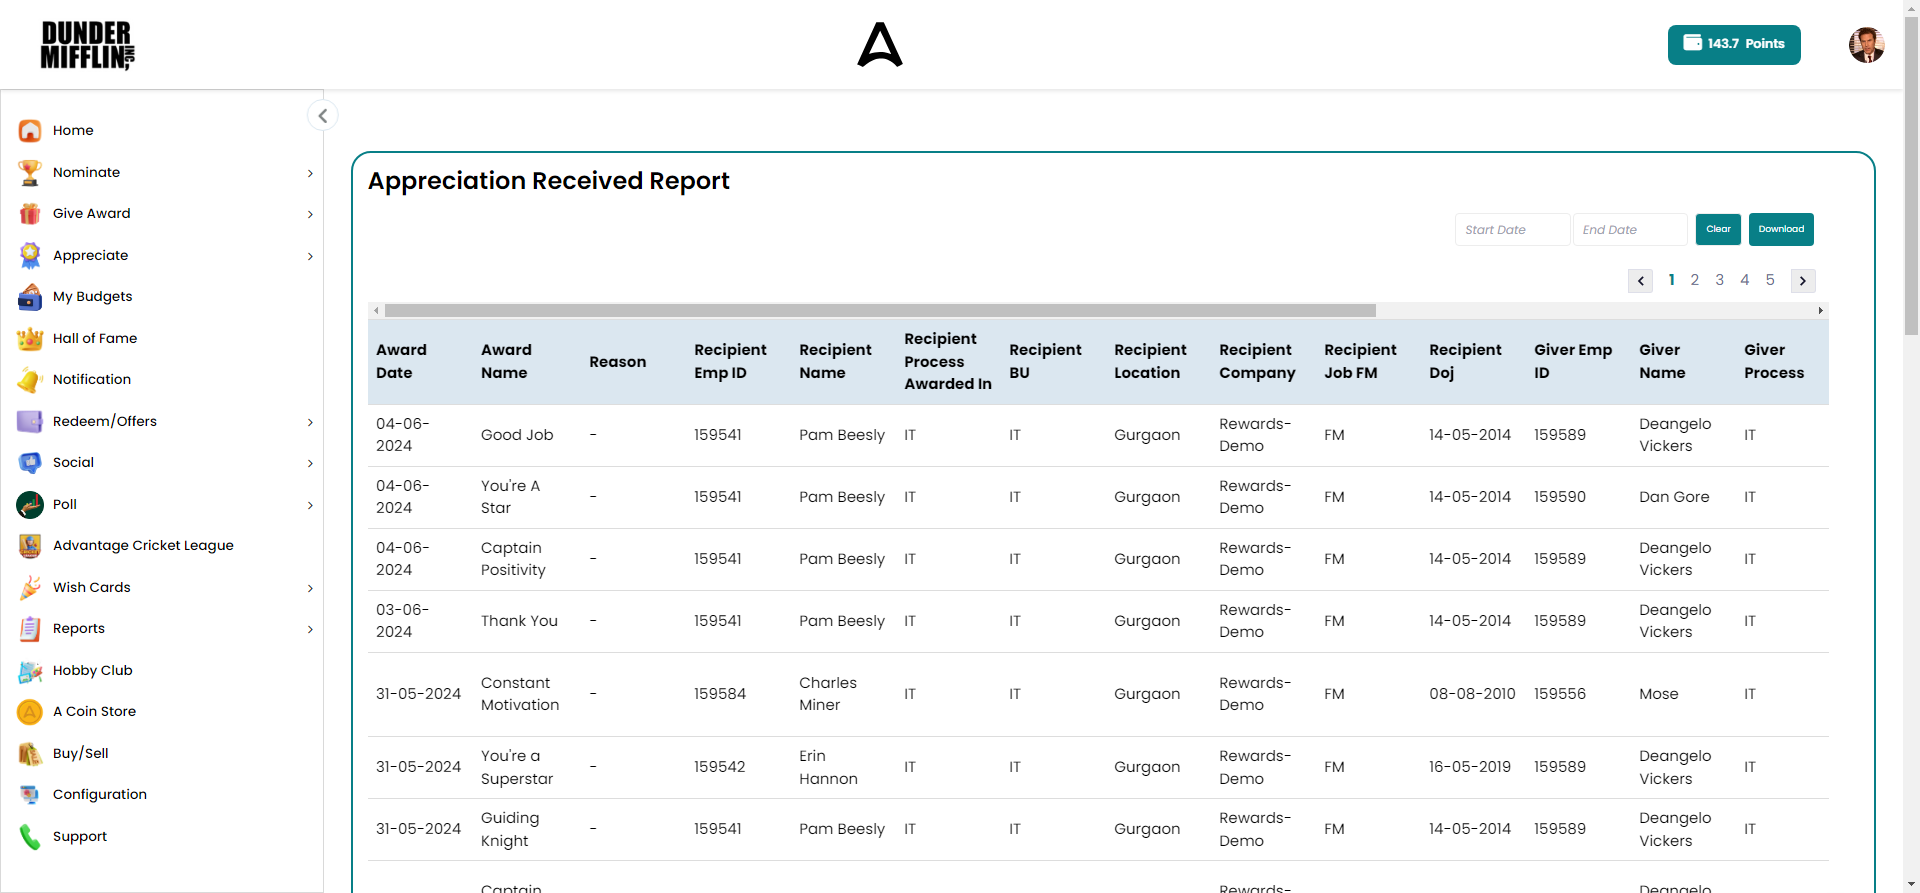 DUNDER
MIFFLIN INC,
143.7 Points
Home
Nominate
Give Award
Appreciate
My Budgets
Hall of Fame
Notification
Redeem/Offers
Social
Poll
Advantage Cricket League
Wish Cards
Reports
Hobby Club
A Coin Store
Buy/Sell
Configuration
Support
Appreciation Received Report
Start Date End Date Clear Download
1 2 3 4 5
Award Date Award Name Reason Recipient Emp ID Recipient Name Recipient Process Awarded In Recipient BU Recipient Location Recipient Company Recipient Job FM Recipient Doj Giver Emp ID Giver Name Giver Process
04-06-2024 Good Job - 159541 Pam Beesly IT IT Gurgaon Rewards-Demo FM 14-05-2014 159589 Deangelo Vickers IT
04-06-2024 You're A Star - 159541 Pam Beesly IT IT Gurgaon Rewards-Demo FM 14-05-2014 159590 Dan Gore IT
04-06-2024 Captain Positivity - 159541 Pam Beesly IT IT Gurgaon Rewards-Demo FM 14-05-2014 159589 Deangelo Vickers IT
03-06-2024 Thank You - 159541 Pam Beesly IT IT Gurgaon Rewards-Demo FM 14-05-2014 159589 Deangelo Vickers IT
31-05-2024 Constant Motivation - 159584 Charles Miner IT IT Gurgaon Rewards-Demo FM 08-08-2010 159556 Mose IT
31-05-2024 You're a Superstar - 159542 Erin Hannon IT IT Gurgaon Rewards-Demo FM 16-05-2019 159589 Deangelo Vickers IT
31-05-2024 Guiding Knight - 159541 Pam Beesly IT IT Gurgaon Rewards-Demo FM 14-05-2014 159589 Deangelo Vickers IT
Captain Rewards- Deangelo